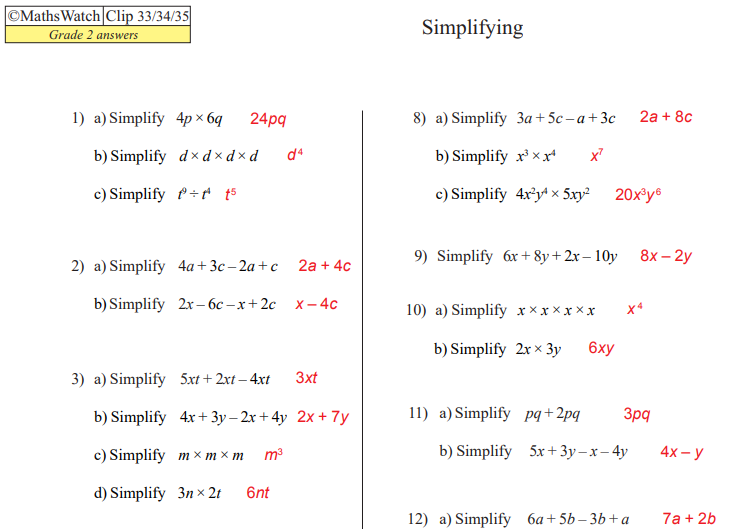 ©MathsWatch Clip 33/34/35
Grade 2 answers
Simplifying
1) a) Simplify 4p × 6q 24pq
b) Simplify d × d × d × d d⁴
c) Simplify t⁹ ÷ t⁴ t⁵
2) a) Simplify 4a + 3c – 2a + c 2a + 4c
b) Simplify 2x – 6c – x + 2c x – 4c
3) a) Simplify 5xt + 2xt – 4xt 3xt
b) Simplify 4x + 3y – 2x + 4y 2x + 7y
c) Simplify m × m × m m³
d) Simplify 3n × 2t 6nt
8) a) Simplify 3a + 5c – a + 3c 2a + 8c
b) Simplify x³ × x⁴ x⁷
c) Simplify 4x²y⁴ × 5xy² 20x³y⁶
9) Simplify 6x + 8y + 2x – 10y 8x – 2y
10) a) Simplify x × x × x × x x⁴
b) Simplify 2x × 3y 6xy
11) a) Simplify pq + 2pq 3pq
b) Simplify 5x + 3y – x – 4y 4x – y
12) a) Simplify 6a + 5b – 3b + a 7a + 2b